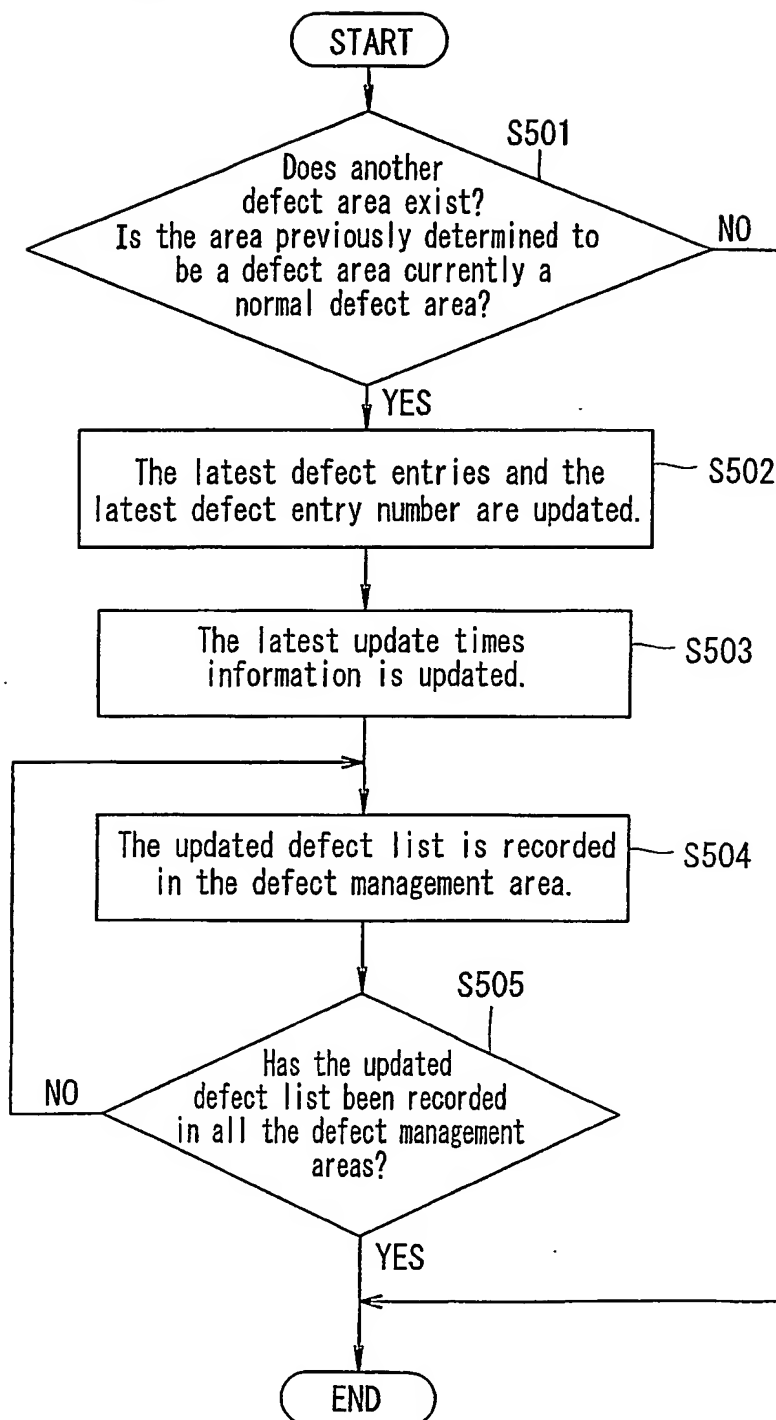 START
S501
Does another
defect area exist?
Is the area previously determined to
be a defect area currently a
normal defect area?
NO
YES
The latest defect entries and the
latest defect entry number are updated.
S502
The latest update times
information is updated.
S503
The updated defect list is recorded
in the defect management area.
S504
S505
Has the updated
defect list been recorded
in all the defect management
areas?
NO
YES
END